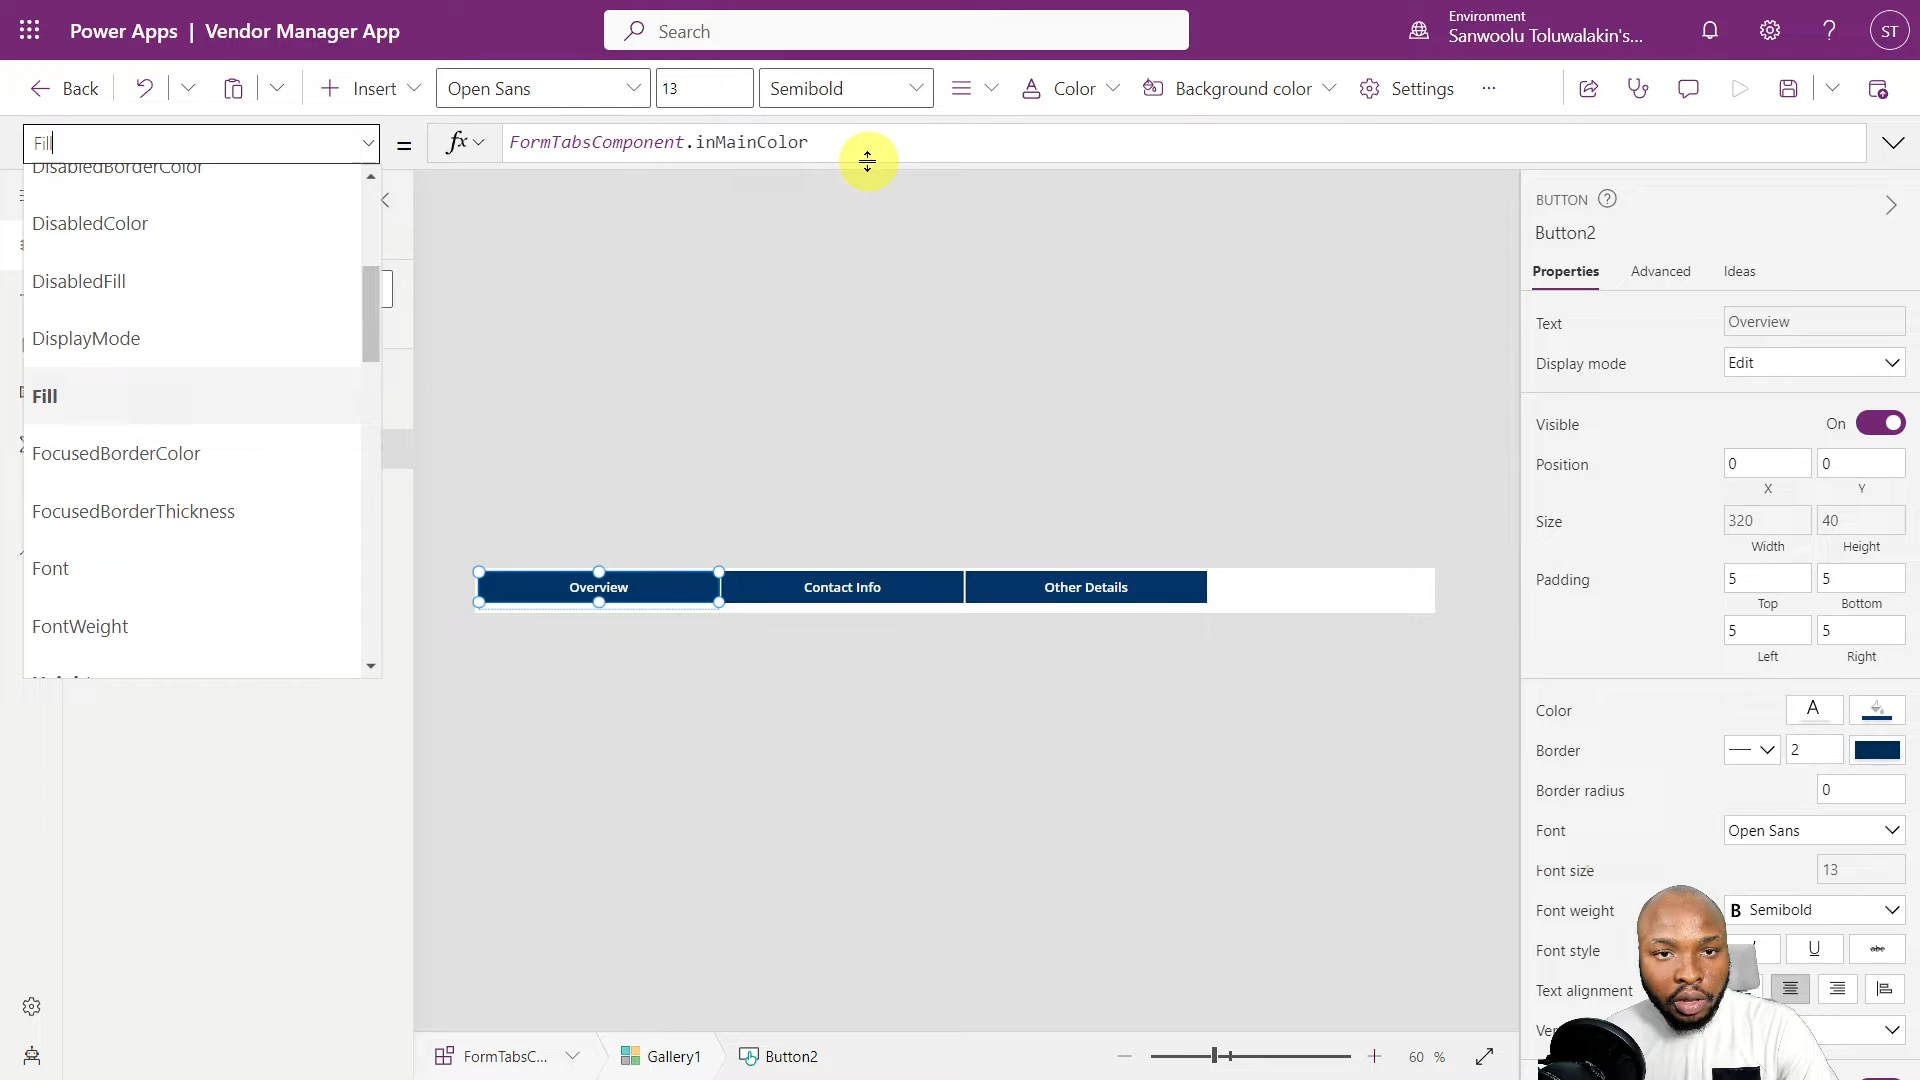 Power Apps | Vendor Manager App
Search
Environment
Sanwoolu Toluwalakin's...
ST
Back
Insert
Open Sans
13
Semibold
Color
Background color
Settings
Fill
=
fx
FormTabsComponent.inMainColor
DisabledBorderColor
DisabledColor
DisabledFill
DisplayMode
Fill
FocusedBorderColor
FocusedBorderThickness
Font
FontWeight
Overview
Contact Info
Other Details
BUTTON
Button2
Properties
Advanced
Ideas
Text
Overview
Display mode
Edit
Visible
On
Position
0
0
X
Y
Size
320
40
Width
Height
Padding
5
5
Top
Bottom
5
5
Left
Right
Color
A
Border
2
Border radius
0
Font
Open Sans
Font size
13
Font weight
B Semibold
Font style
U
abc
Text alignment
FormTabsC...
Gallery1
Button2
60 %